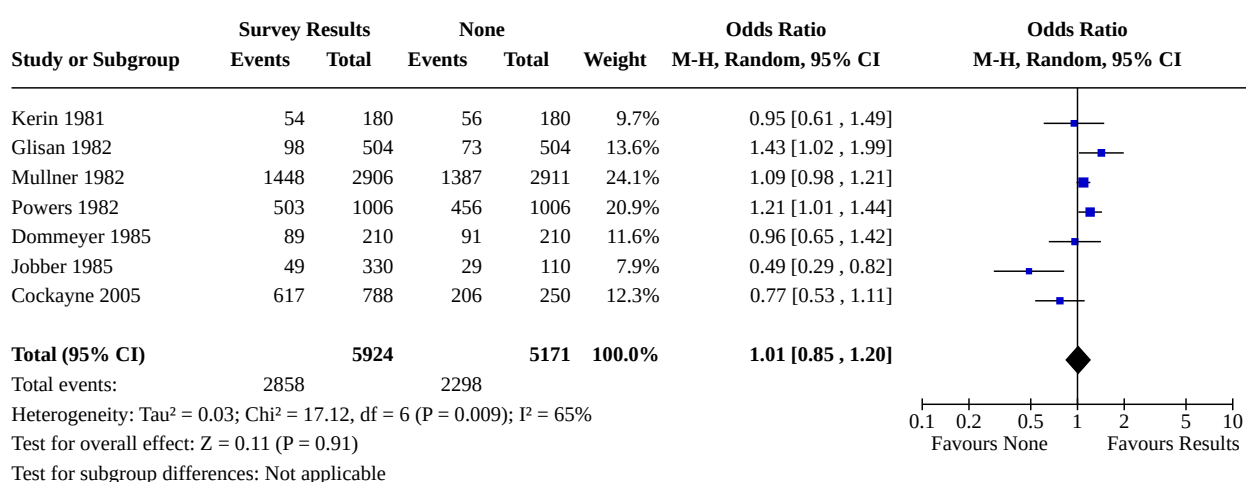 Survey Results None Odds Ratio Odds Ratio
Study or Subgroup Events Total Events Total Weight M-H, Random, 95% CI M-H, Random, 95% CI
Kerin 1981 54 180 56 180 9.7% 0.95 [0.61 , 1.49]
Glisan 1982 98 504 73 504 13.6% 1.43 [1.02 , 1.99]
Mullner 1982 1448 2906 1387 2911 24.1% 1.09 [0.98 , 1.21]
Powers 1982 503 1006 456 1006 20.9% 1.21 [1.01 , 1.44]
Dommeyer 1985 89 210 91 210 11.6% 0.96 [0.65 , 1.42]
Jobber 1985 49 330 29 110 7.9% 0.49 [0.29 , 0.82]
Cockayne 2005 617 788 206 250 12.3% 0.77 [0.53 , 1.11]
Total (95% CI) 5924 5171 100.0% 1.01 [0.85 , 1.20]
Total events: 2858 2298
Heterogeneity: Tau² = 0.03; Chi² = 17.12, df = 6 (P = 0.009); I² = 65%
0.1 0.2 0.5 1 2 5 10
Test for overall effect: Z = 0.11 (P = 0.91)
Favours None Favours Results
Test for subgroup differences: Not applicable